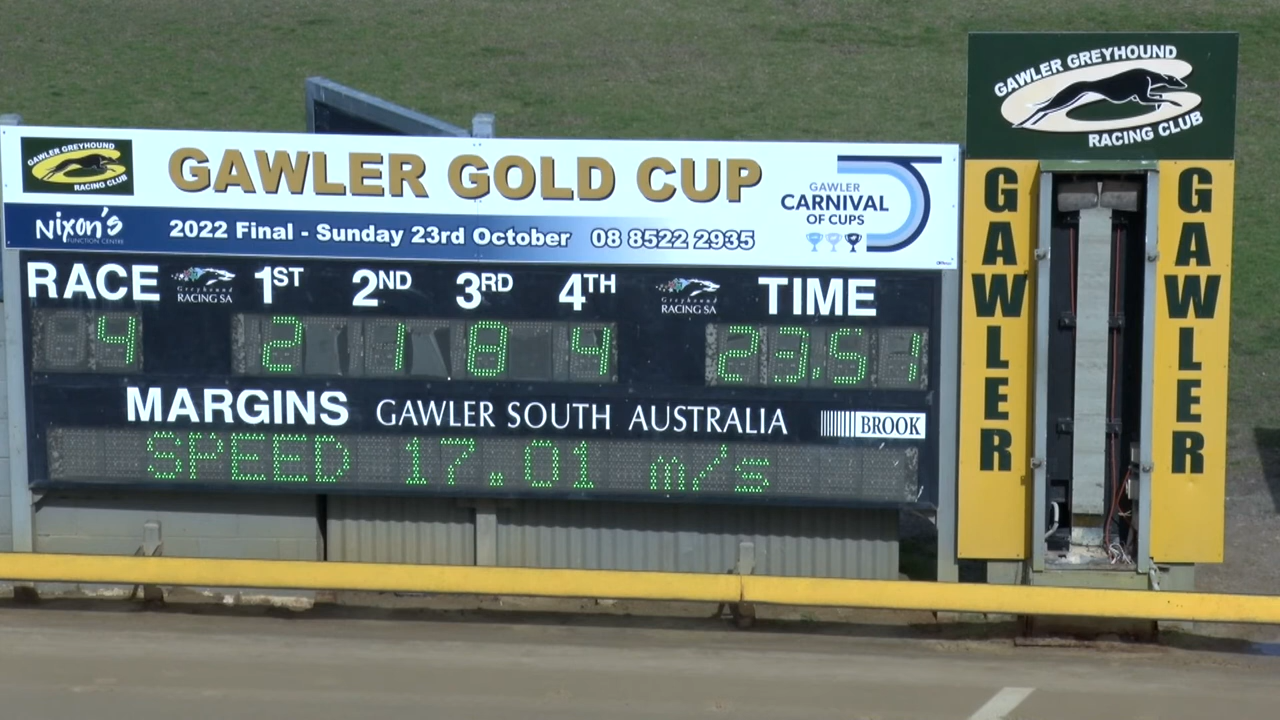 GAWLER GREYHOUND
RACING CLUB
GAWLER GREYHOUND
RACING CLUB
GAWLER GOLD CUP
GAWLER
CARNIVAL
OF CUPS
Nixon's
FUNCTION CENTRE
2022 Final - Sunday 23rd October 08 8522 2935
RACE
Greyhound
RACING SA
1ST 2ND 3RD 4TH
Greyhound
RACING SA
TIME
4 2 1 8 4 23.51
MARGINS GAWLER SOUTH AUSTRALIA BROOK
SPEED 17.01 m/s
GAWLER
GAWLER